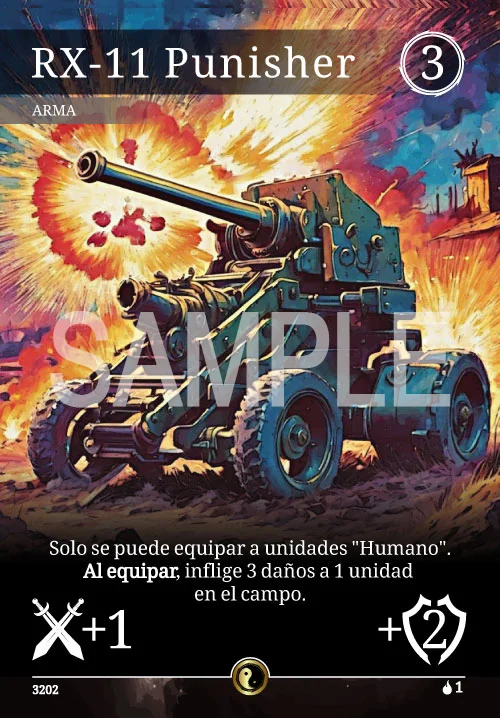 RX-11 Punisher
3
ARMA
SAMPLE
Solo se puede equipar a unidades "Humano".
Al equipar, inflige 3 daños a 1 unidad
en el campo.
+1
+2
3202
1